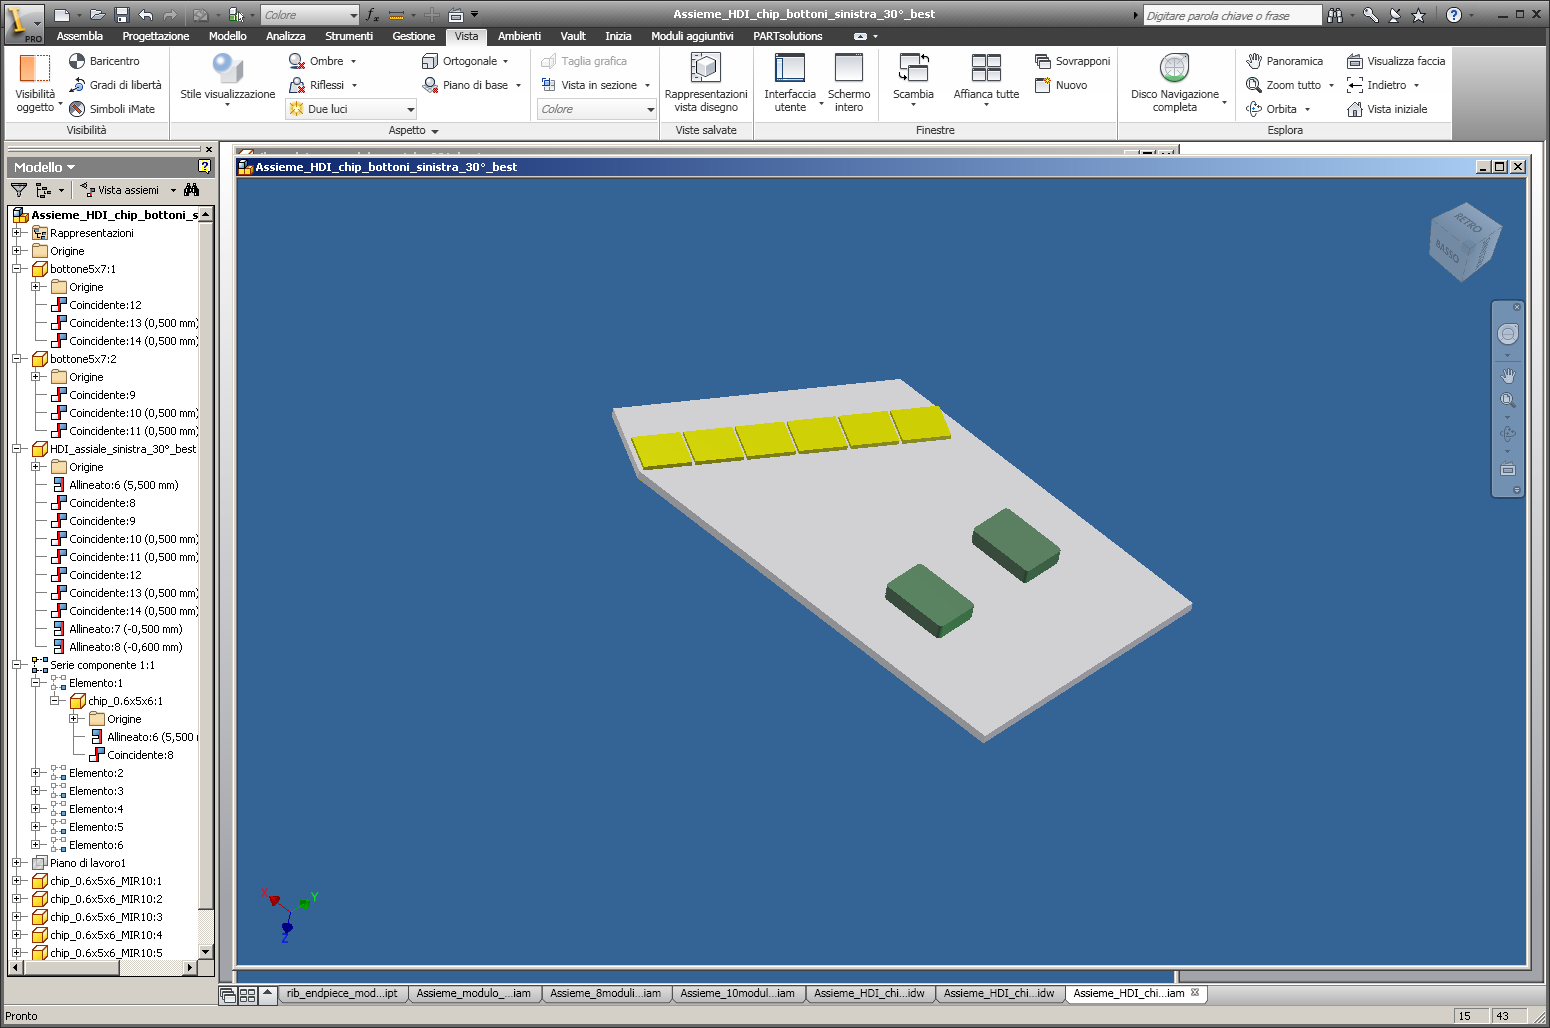 PRO
Colore
fx
Assieme_HDI_chip_bottoni_sinistra_30°_best
Digitare parola chiave o frase
Assembla
Progettazione
Modello
Analizza
Strumenti
Gestione
Vista
Ambienti
Vault
Inizia
Moduli aggiuntivi
PARTsolutions
Visibilità
oggetto
Baricentro
Gradi di libertà
Simboli iMate
Visibilità
Stile visualizzazione
Ombre
Riflessi
Due luci
Ortogonale
Piano di base
Aspetto
Taglia grafica
Vista in sezione
Colore
Rappresentazioni
vista disegno
Viste salvate
Interfaccia
utente
Schermo
intero
Scambia
Affianca tutte
Sovrapponi
Nuovo
Finestre
Disco Navigazione
completa
Panoramica
Zoom tutto
Orbita
Visualizza faccia
Indietro
Vista iniziale
Esplora
Modello
Vista assiemi
Assieme_HDI_chip_bottoni_s
Rappresentazioni
Origine
bottone5x7:1
Origine
Coincidente:12
Coincidente:13 (0,500 mm)
Coincidente:14 (0,500 mm)
bottone5x7:2
Origine
Coincidente:9
Coincidente:10 (0,500 mm)
Coincidente:11 (0,500 mm)
HDI_assiale_sinistra_30°_best
Origine
Allineato:6 (5,500 mm)
Coincidente:8
Coincidente:9
Coincidente:10 (0,500 mm)
Coincidente:11 (0,500 mm)
Coincidente:12
Coincidente:13 (0,500 mm)
Coincidente:14 (0,500 mm)
Allineato:7 (-0,500 mm)
Allineato:8 (-0,600 mm)
Serie componente 1:1
Elemento:1
chip_0.6x5x6:1
Origine
Allineato:6 (5,500
Coincidente:8
Elemento:2
Elemento:3
Elemento:4
Elemento:5
Elemento:6
Piano di lavoro1
chip_0.6x5x6_MIR10:1
chip_0.6x5x6_MIR10:2
chip_0.6x5x6_MIR10:3
chip_0.6x5x6_MIR10:4
chip_0.6x5x6_MIR10:5
Assieme_HDI_chip_bottoni_sinistra_30°_best
RETRO
BASSO
X
Y
Z
rib_endpiece_mod...ipt
Assieme_modulo_...iam
Assieme_8moduli...iam
Assieme_10modul...iam
Assieme_HDI_chi...idw
Assieme_HDI_chi...idw
Assieme_HDI_chi...iam
Pronto
15
43